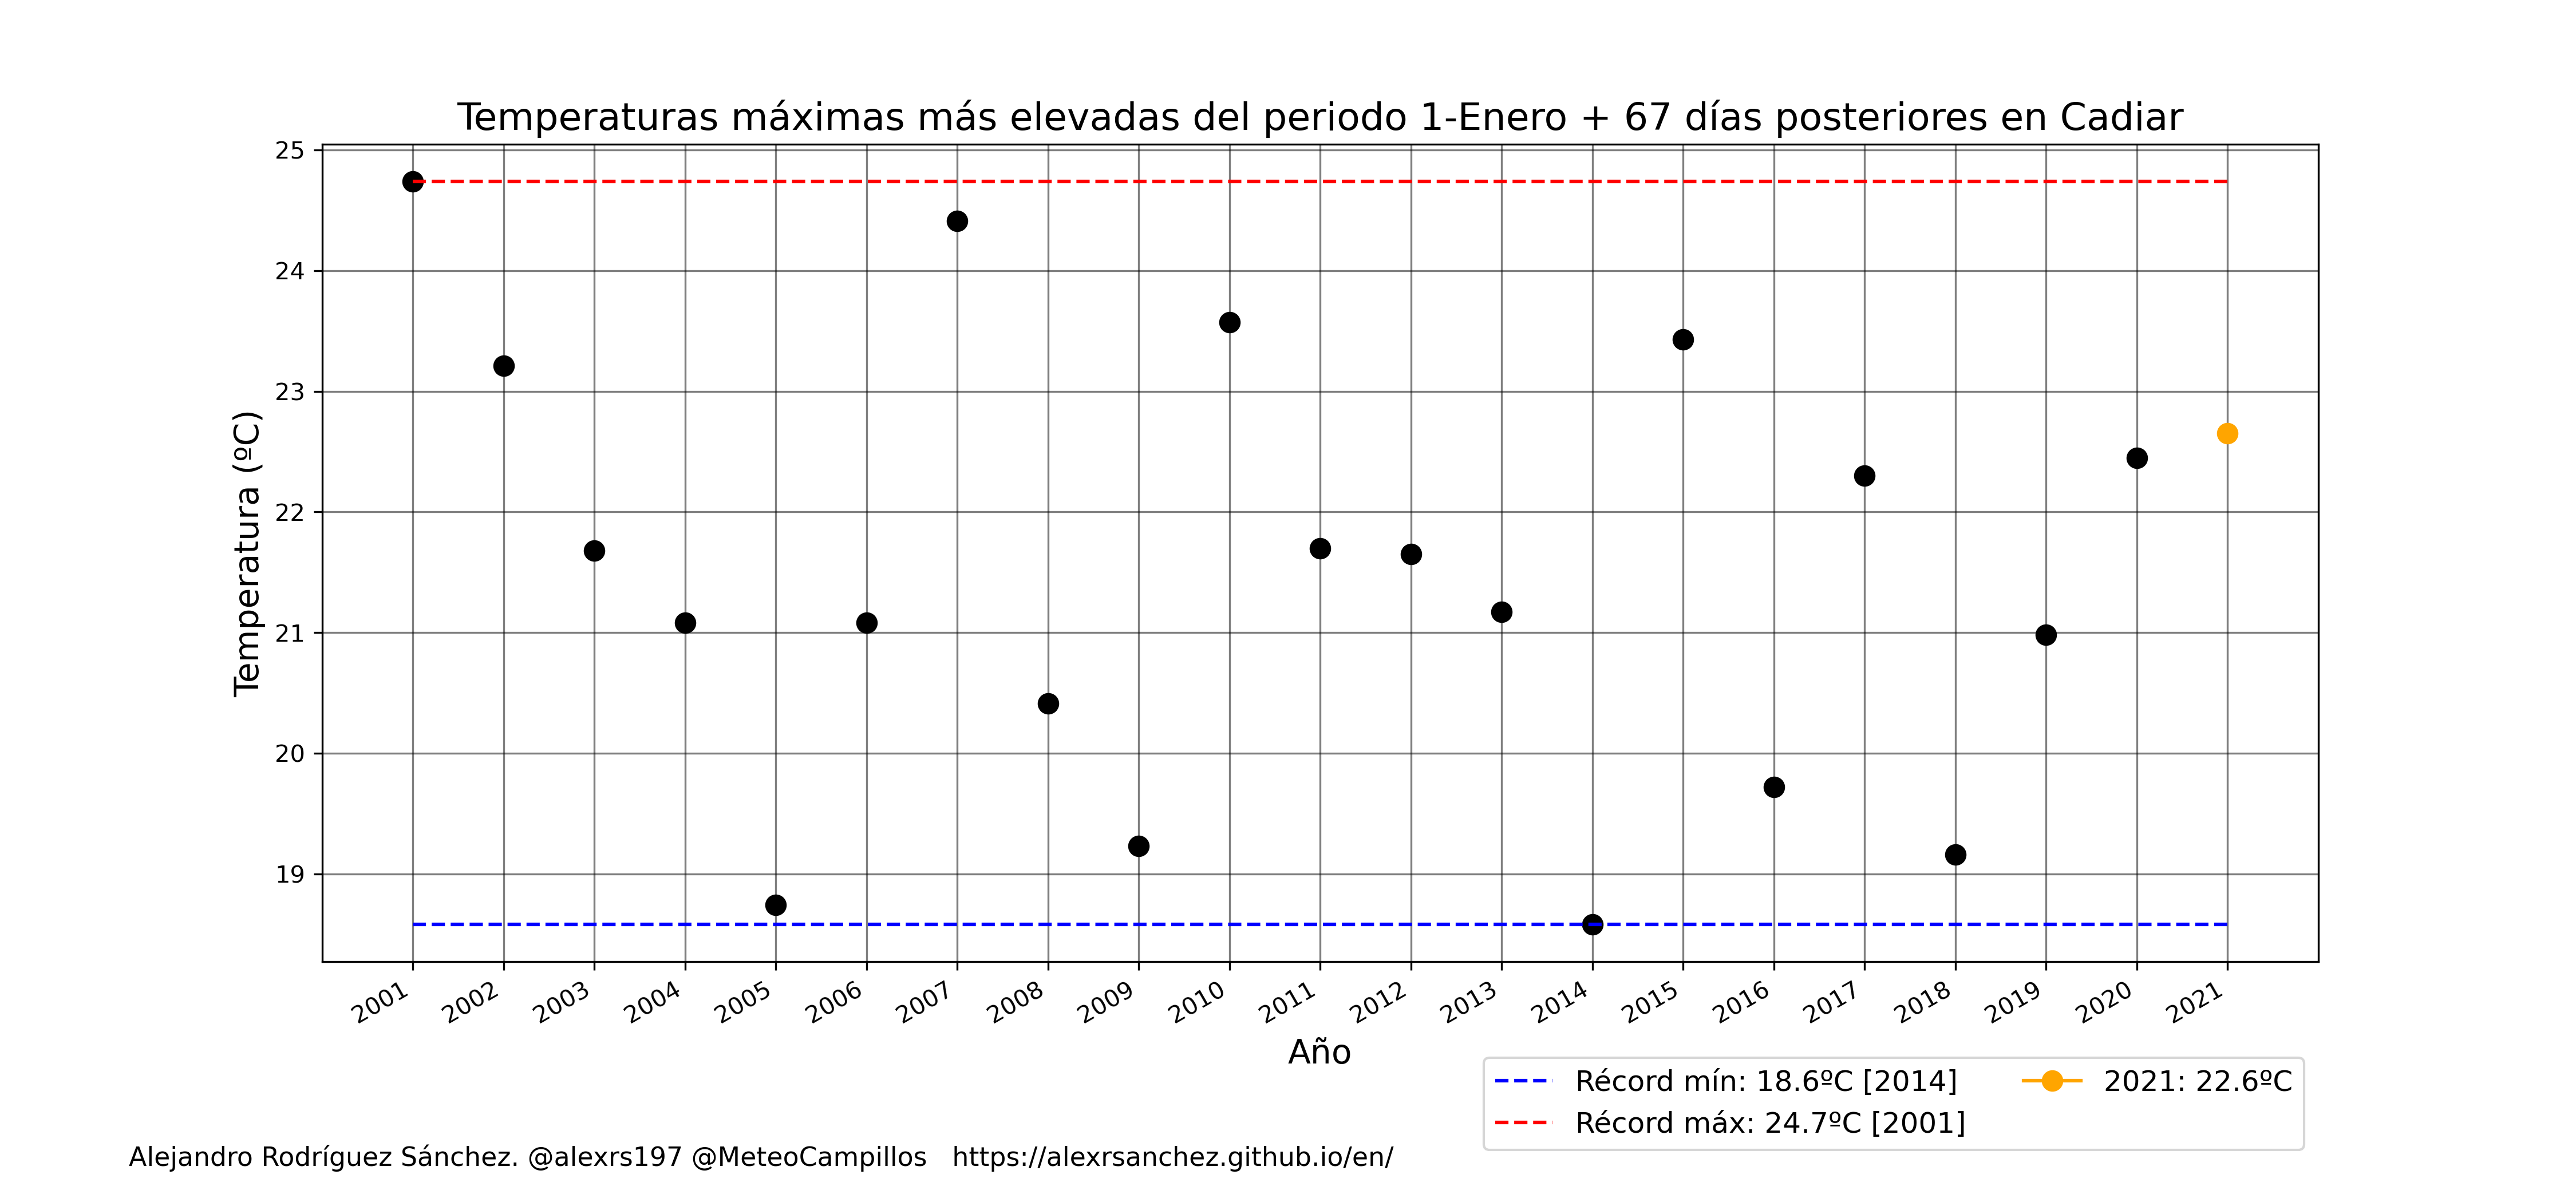 Temperaturas máximas más elevadas del periodo 1-Enero + 67 días posteriores en Cadiar
Temperatura (ºC)
25
24
23
22
21
20
19
2001 2002 2003 2004 2005 2006 2007 2008 2009 2010 2011 2012 2013 2014 2015 2016 2017 2018 2019 2020 2021
Año
Récord mín: 18.6ºC [2014]
Récord máx: 24.7ºC [2001]
2021: 22.6ºC
Alejandro Rodríguez Sánchez. @alexrs197 @MeteoCampillos https://alexrsanchez.github.io/en/